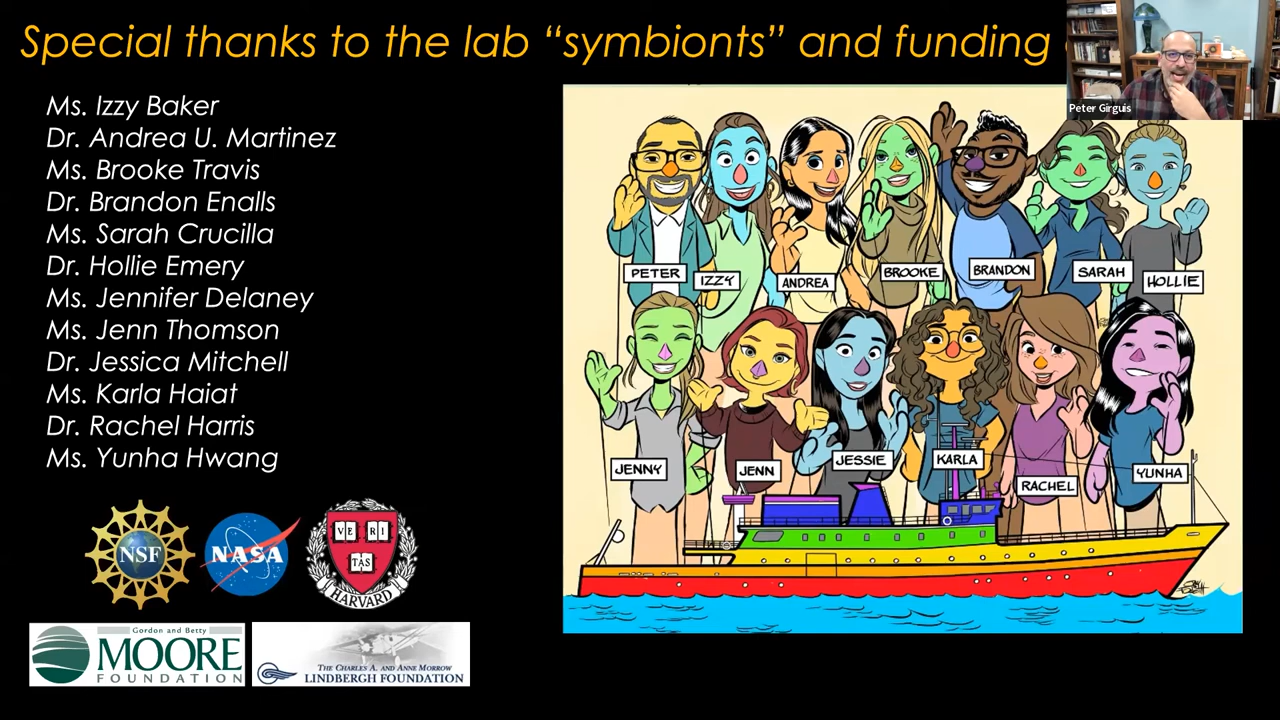 Special thanks to the lab “symbionts” and funding
Peter Girguis
Ms. Izzy Baker
Dr. Andrea U. Martinez
Ms. Brooke Travis
Dr. Brandon Enalls
Ms. Sarah Crucilla
Dr. Hollie Emery
Ms. Jennifer Delaney
Ms. Jenn Thomson
Dr. Jessica Mitchell
Ms. Karla Haiat
Dr. Rachel Harris
Ms. Yunha Hwang
PETER
IZZY
ANDREA
BROOKE
BRANDON
SARAH
HOLLIE
JENNY
JENN
JESSIE
KARLA
RACHEL
YUNHA
NSF
NASA
VE RI
TAS
HARVARD
Gordon and Betty
MOORE
FOUNDATION
THE CHARLES A. AND ANNE MORROW
LINDBERGH FOUNDATION